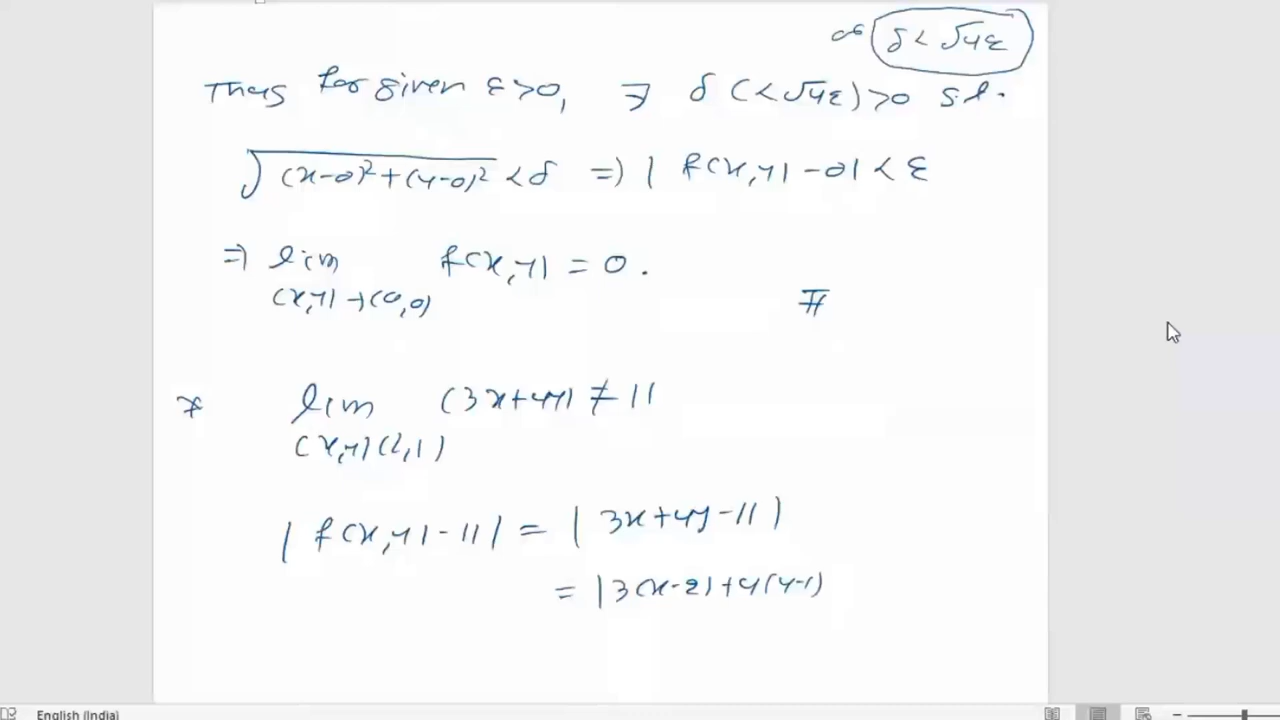 or δ < √4ε
Thus for given ε>0, ∃ δ (<√4ε)>0 s.t.
√(x-0)²+(y-0)² < δ ⇒ | f(x,y) - 0| < ε
⇒ lim f(x,y) = 0.
(x,y)→(0,0)
* lim (3x+4y) ≠ 11
(x,y)(2,1)
| f(x,y) - 11 | = | 3x+4y-11 |
= |3(x-2)+4(y-1)
English (India)